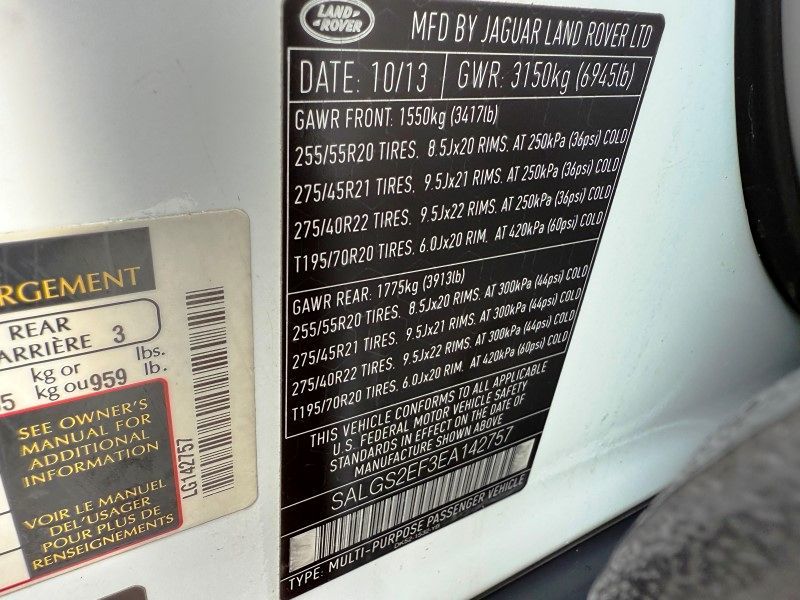 LAND
ROVER
MFD BY JAGUAR LAND ROVER LTD
DATE: 10/13 GWR: 3150kg (6945lb)
GAWR FRONT: 1550kg (3417lb)
255/55R20 TIRES. 8.5Jx20 RIMS. AT 250kPa (36psi) COLD
275/45R21 TIRES. 9.5Jx21 RIMS. AT 250kPa (36psi) COLD
275/40R22 TIRES. 9.5Jx22 RIMS. AT 250kPa (36psi) COLD
T195/70R20 TIRES. 6.0Jx20 RIM. AT 420kPa (60psi) COLD
GAWR REAR: 1775kg (3913lb)
255/55R20 TIRES. 8.5Jx20 RIMS. AT 300kPa (44psi) COLD
275/45R21 TIRES. 9.5Jx21 RIMS. AT 300kPa (44psi) COLD
275/40R22 TIRES. 9.5Jx22 RIMS. AT 300kPa (44psi) COLD
T195/70R20 TIRES. 6.0Jx20 RIM. AT 420kPa (60psi) COLD
THIS VEHICLE CONFORMS TO ALL APPLICABLE
U.S. FEDERAL MOTOR VEHICLE SAFETY
STANDARDS IN EFFECT ON THE DATE OF
MANUFACTURE SHOWN ABOVE
SALGS2EF3EA142757
TYPE: MULTI-PURPOSE PASSENGER VEHICLE
RGEMENT
REAR
ARRIÈRE 3
kg or lbs.
5 kg ou 959 lb.
SEE OWNER'S
MANUAL FOR
ADDITIONAL
INFORMATION
VOIR LE MANUEL
DEL'USAGER
POUR PLUS DE
RENSEIGNEMENTS
LG142757